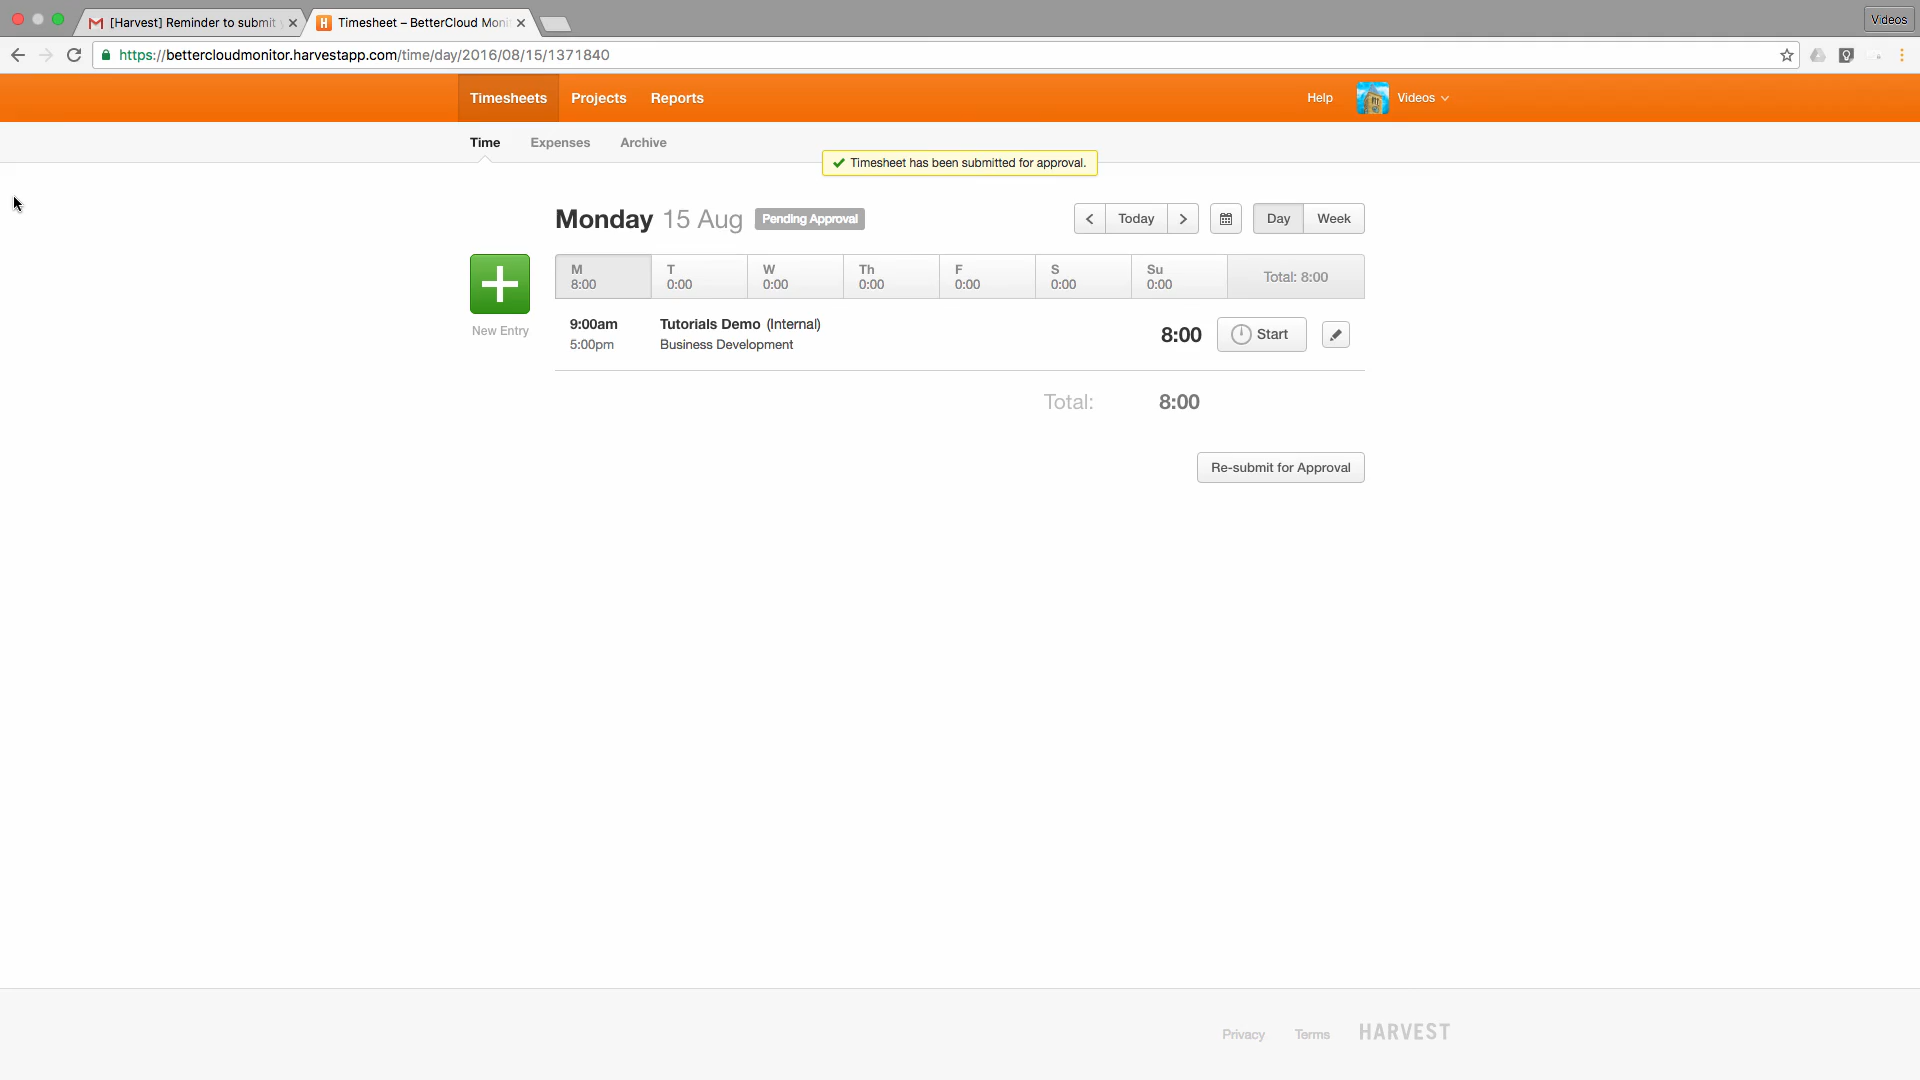 [Harvest] Reminder to submit
Timesheet – BetterCloud Moni
Videos
https://bettercloudmonitor.harvestapp.com/time/day/2016/08/15/1371840
Timesheets Projects Reports
Help Videos
Time Expenses Archive
Timesheet has been submitted for approval.
Monday 15 Aug Pending Approval
Today
Day Week
M T W Th F S Su
8:00 0:00 0:00 0:00 0:00 0:00 0:00
Total: 8:00
New Entry
9:00am Tutorials Demo (Internal)
5:00pm Business Development
8:00 Start
Total: 8:00
Re-submit for Approval
Privacy Terms HARVEST